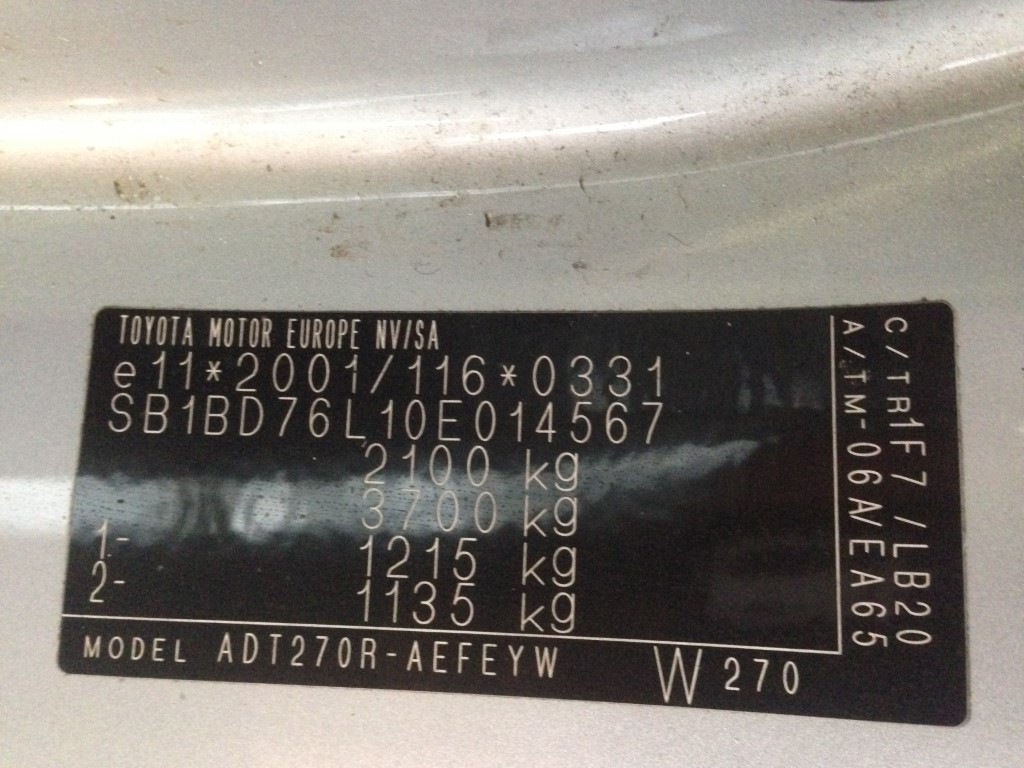 TOYOTA MOTOR EUROPE NV/SA
e11*2001/116*0331
SB1BD76L10E014567
2100 kg
3700 kg
1- 1215 kg
2- 1135 kg
MODEL ADT270R-AEFEYW W270
C/TR1F7 /LB20
A/TM-06A/EA65